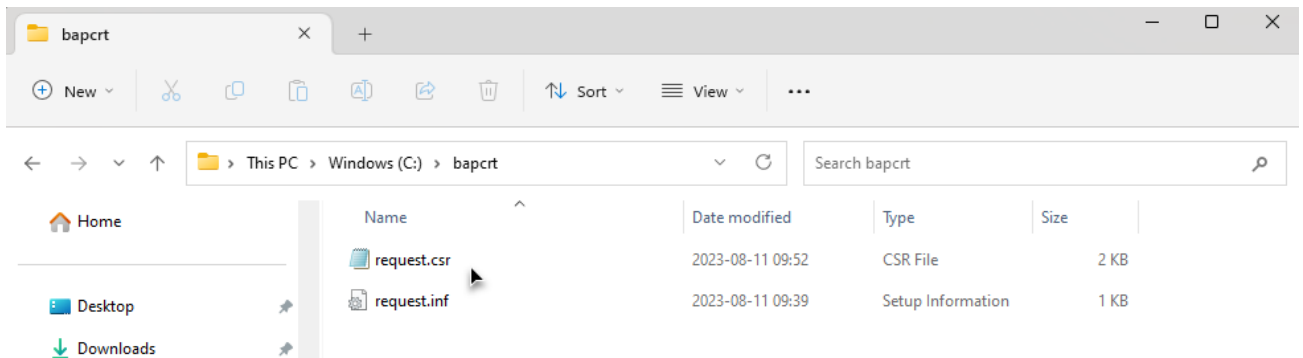 bapcrt
New
Sort
View
This PC > Windows (C:) > bapcrt
Search bapcrt
Home
Name Date modified Type Size
request.csr 2023-08-11 09:52 CSR File 2 KB
request.inf 2023-08-11 09:39 Setup Information 1 KB
Desktop
Downloads